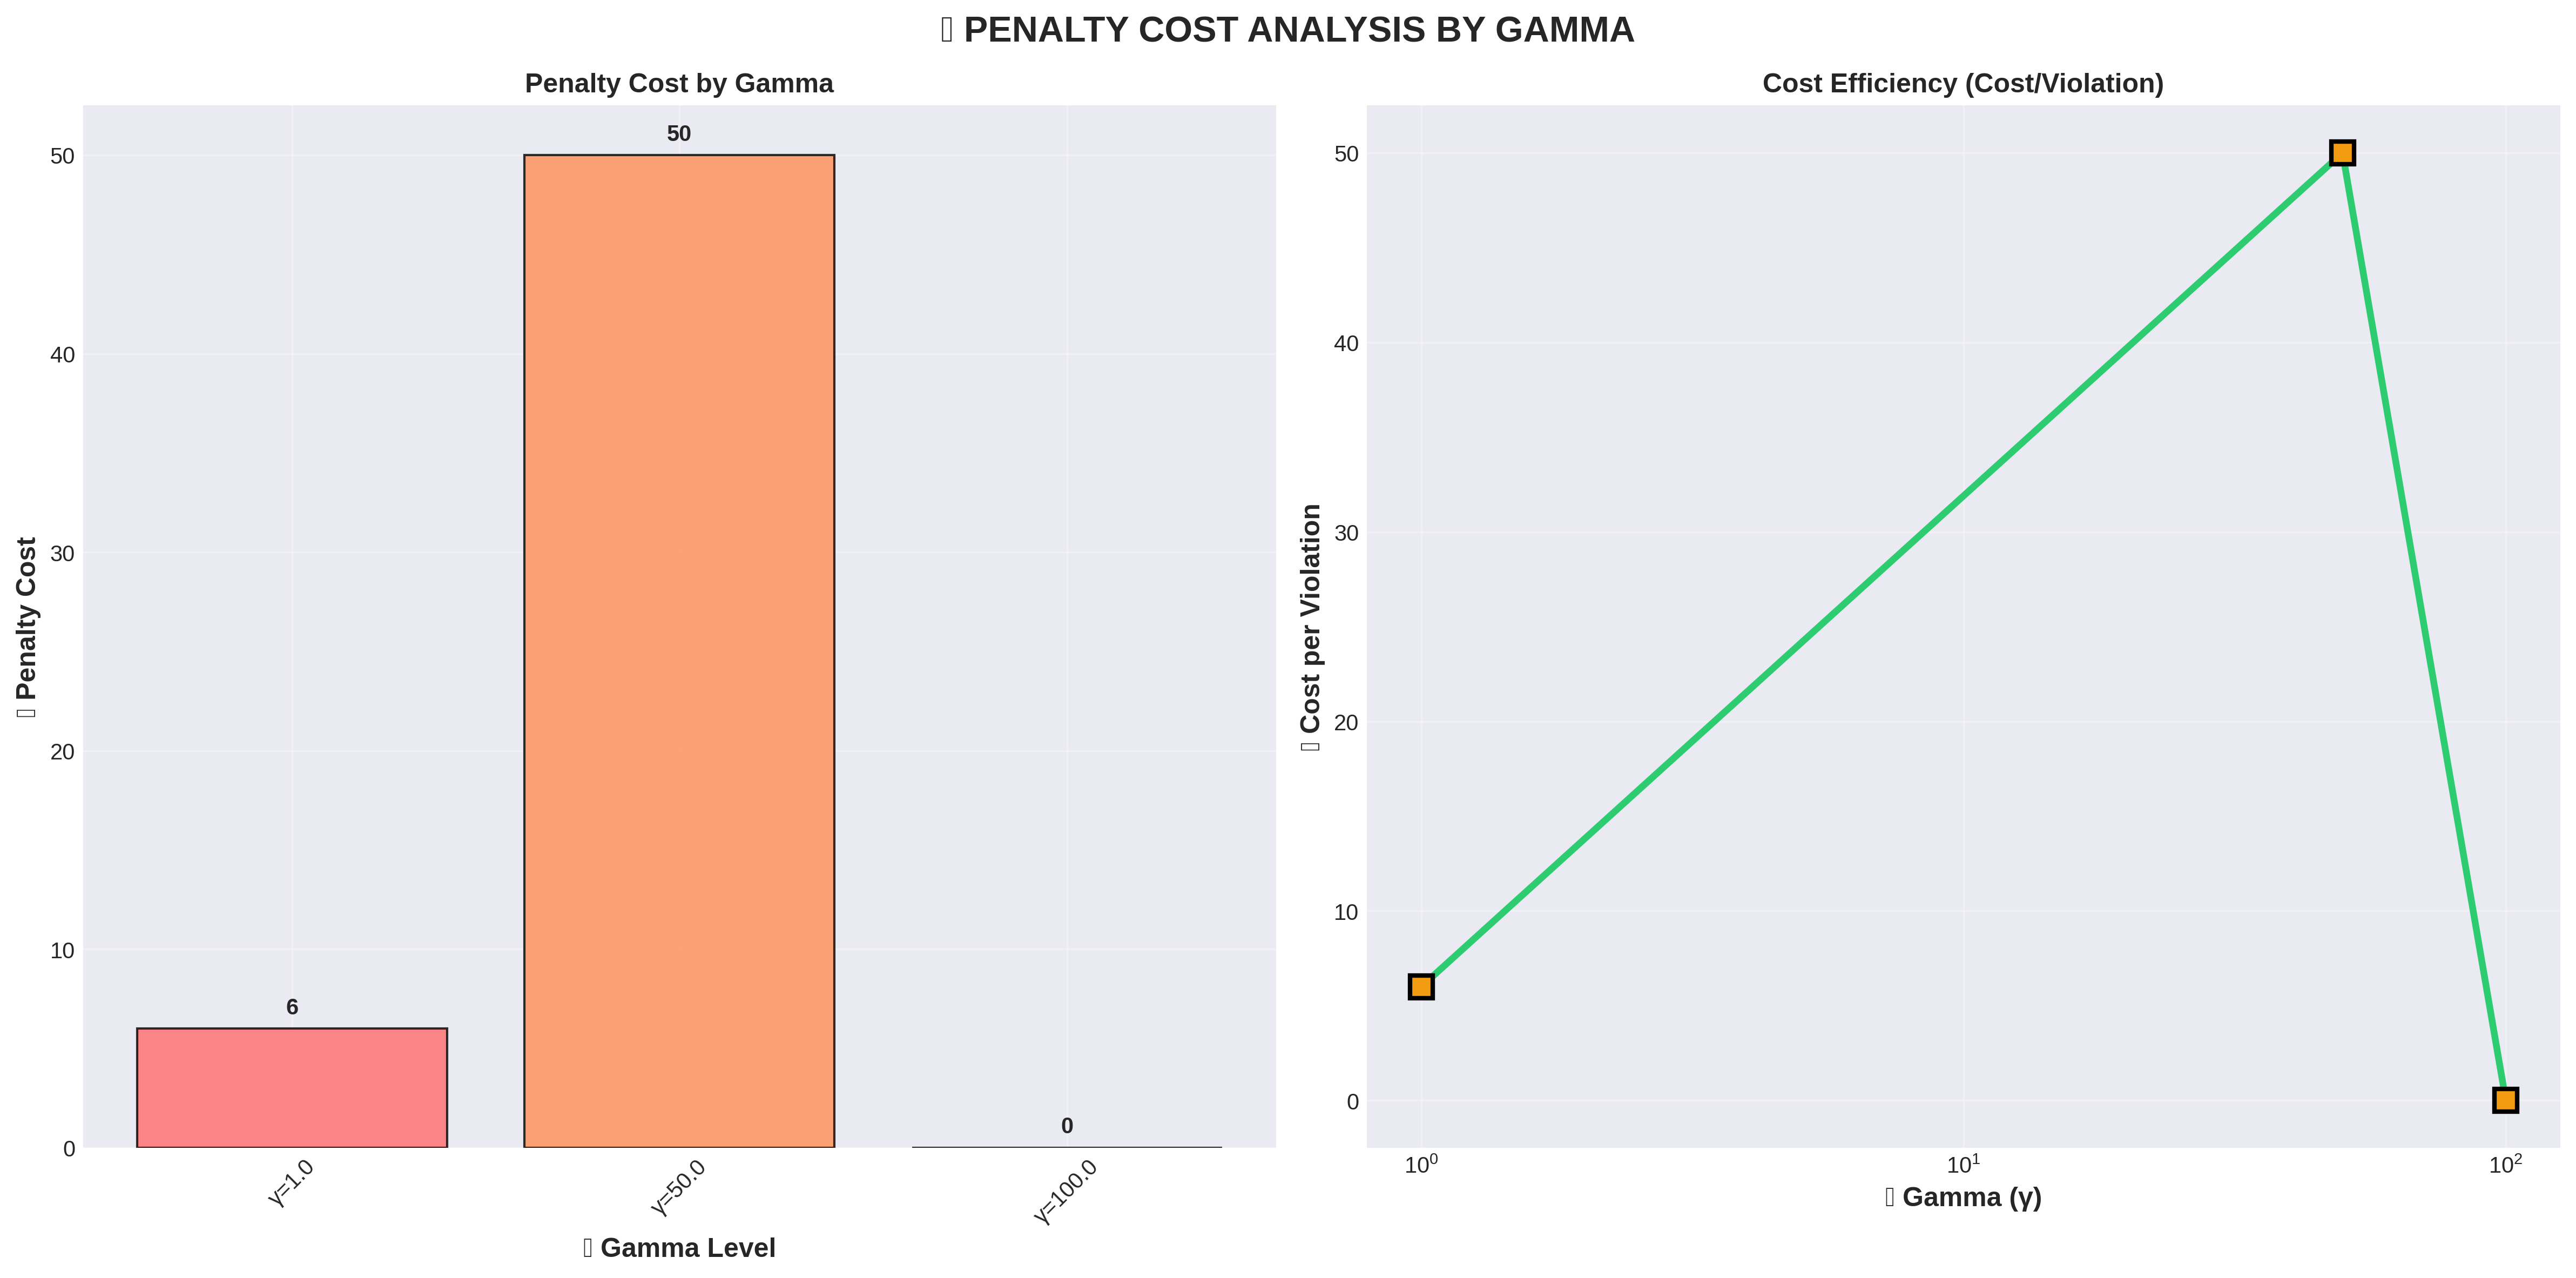 ▯ PENALTY COST ANALYSIS BY GAMMA
Penalty Cost by Gamma
▯ Penalty Cost
50
40
30
20
10
0
6
50
0
γ=1.0
γ=50.0
γ=100.0
▯ Gamma Level
Cost Efficiency (Cost/Violation)
▯ Cost per Violation
50
40
30
20
10
0
10⁰
10¹
10²
▯ Gamma (γ)